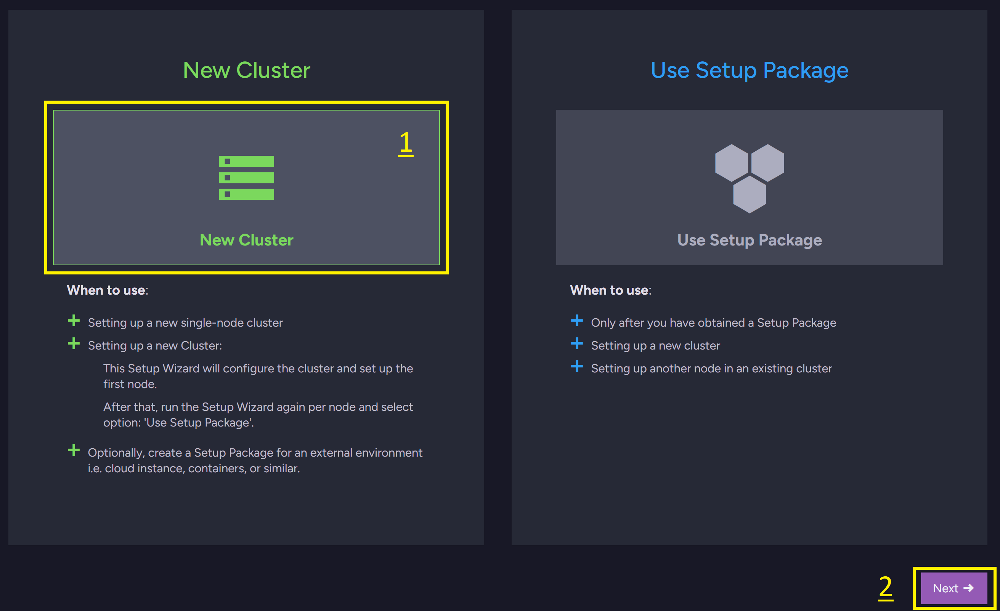 New Cluster
1
New Cluster
When to use:
Setting up a new single-node cluster
Setting up a new Cluster:
This Setup Wizard will configure the cluster and set up the
first node.
After that, run the Setup Wizard again per node and select
option: 'Use Setup Package'.
Optionally, create a Setup Package for an external environment
i.e. cloud instance, containers, or similar.
Use Setup Package
Use Setup Package
When to use:
Only after you have obtained a Setup Package
Setting up a new cluster
Setting up another node in an existing cluster
2
Next